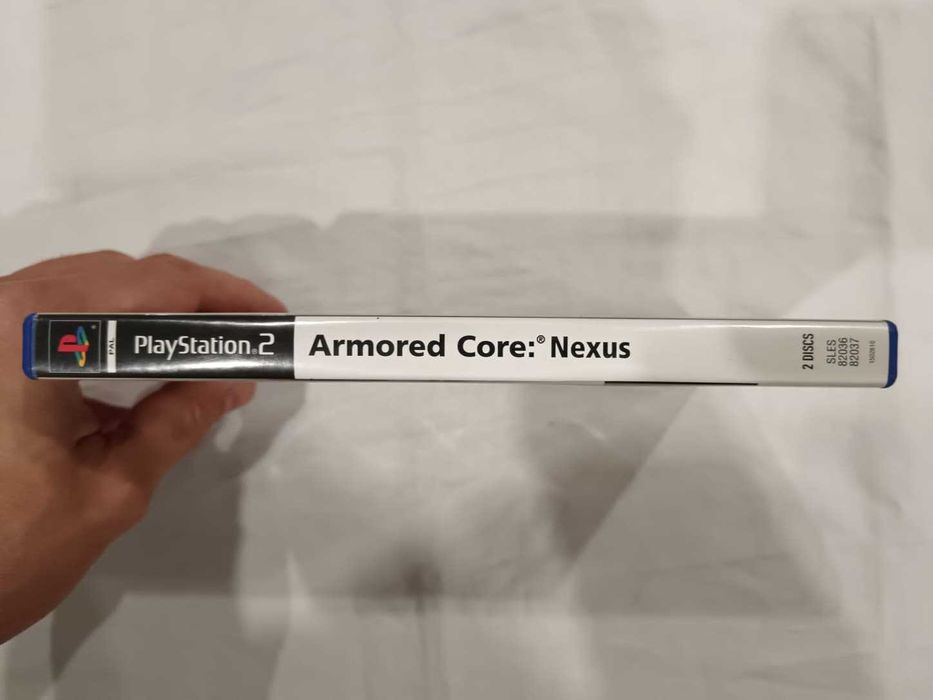 PAL
PlayStation®2
Armored Core:® Nexus
2 DISCS
SLES
82036
82037